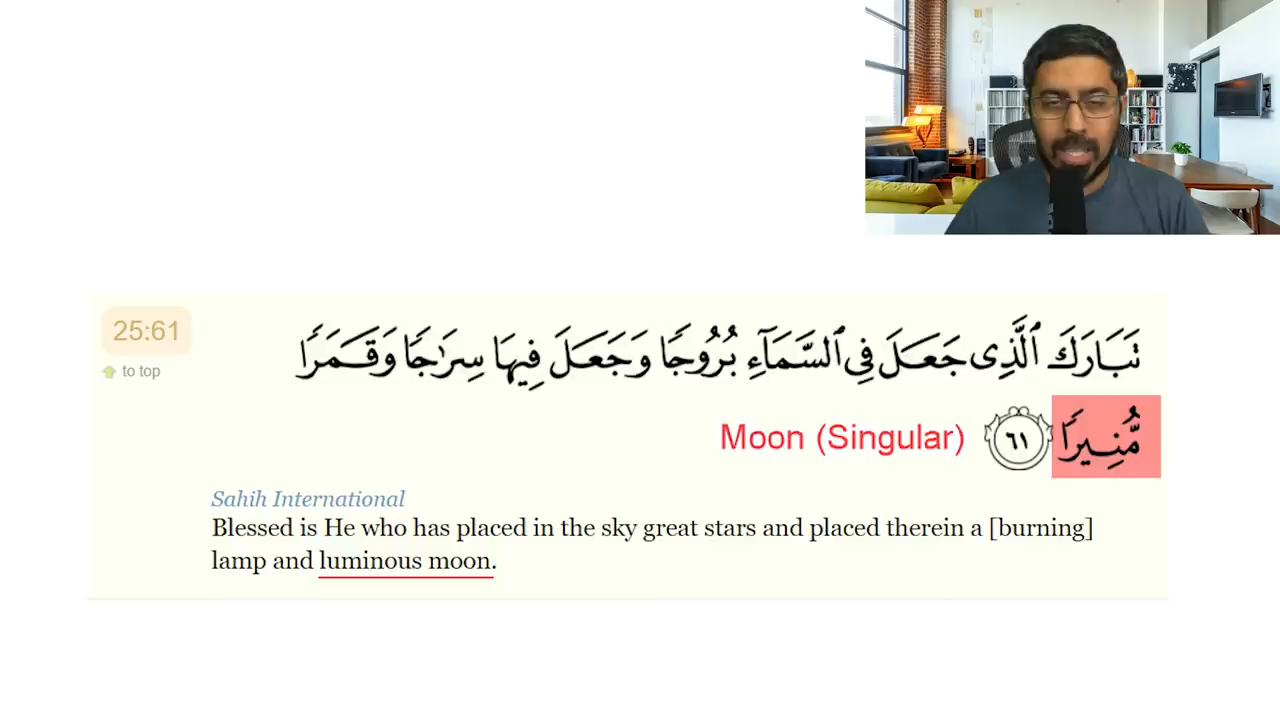 25:61
to top
تَبَارَكَ ٱلَّذِى جَعَلَ فِى ٱلسَّمَآءِ بُرُوجًا وَجَعَلَ فِيهَا سِرَٰجًا وَقَمَرًا
مُّنِيرًا ٦١ Moon (Singular)
Sahih International
Blessed is He who has placed in the sky great stars and placed therein a [burning]
lamp and luminous moon.